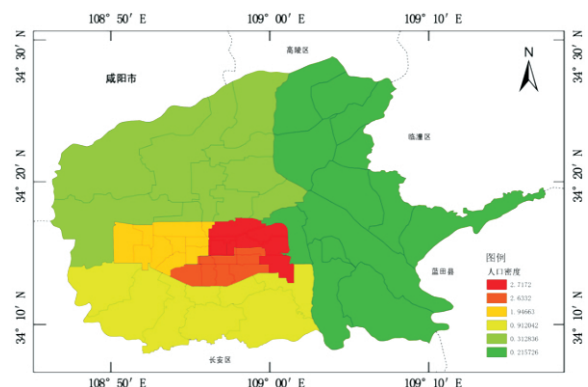 108° 50′ E
109° 00′ E
109° 10′ E
34° 30′ N
34° 30′ N
高陵区
咸阳市
N
临潼区
34° 20′ N
34° 20′ N
蓝田县
图例
人口密度
2.7172
2.6332
1.94663
0.912042
0.312836
0.215726
34° 10′ N
34° 10′ N
长安区
108° 50′ E
109° 00′ E
109° 10′ E